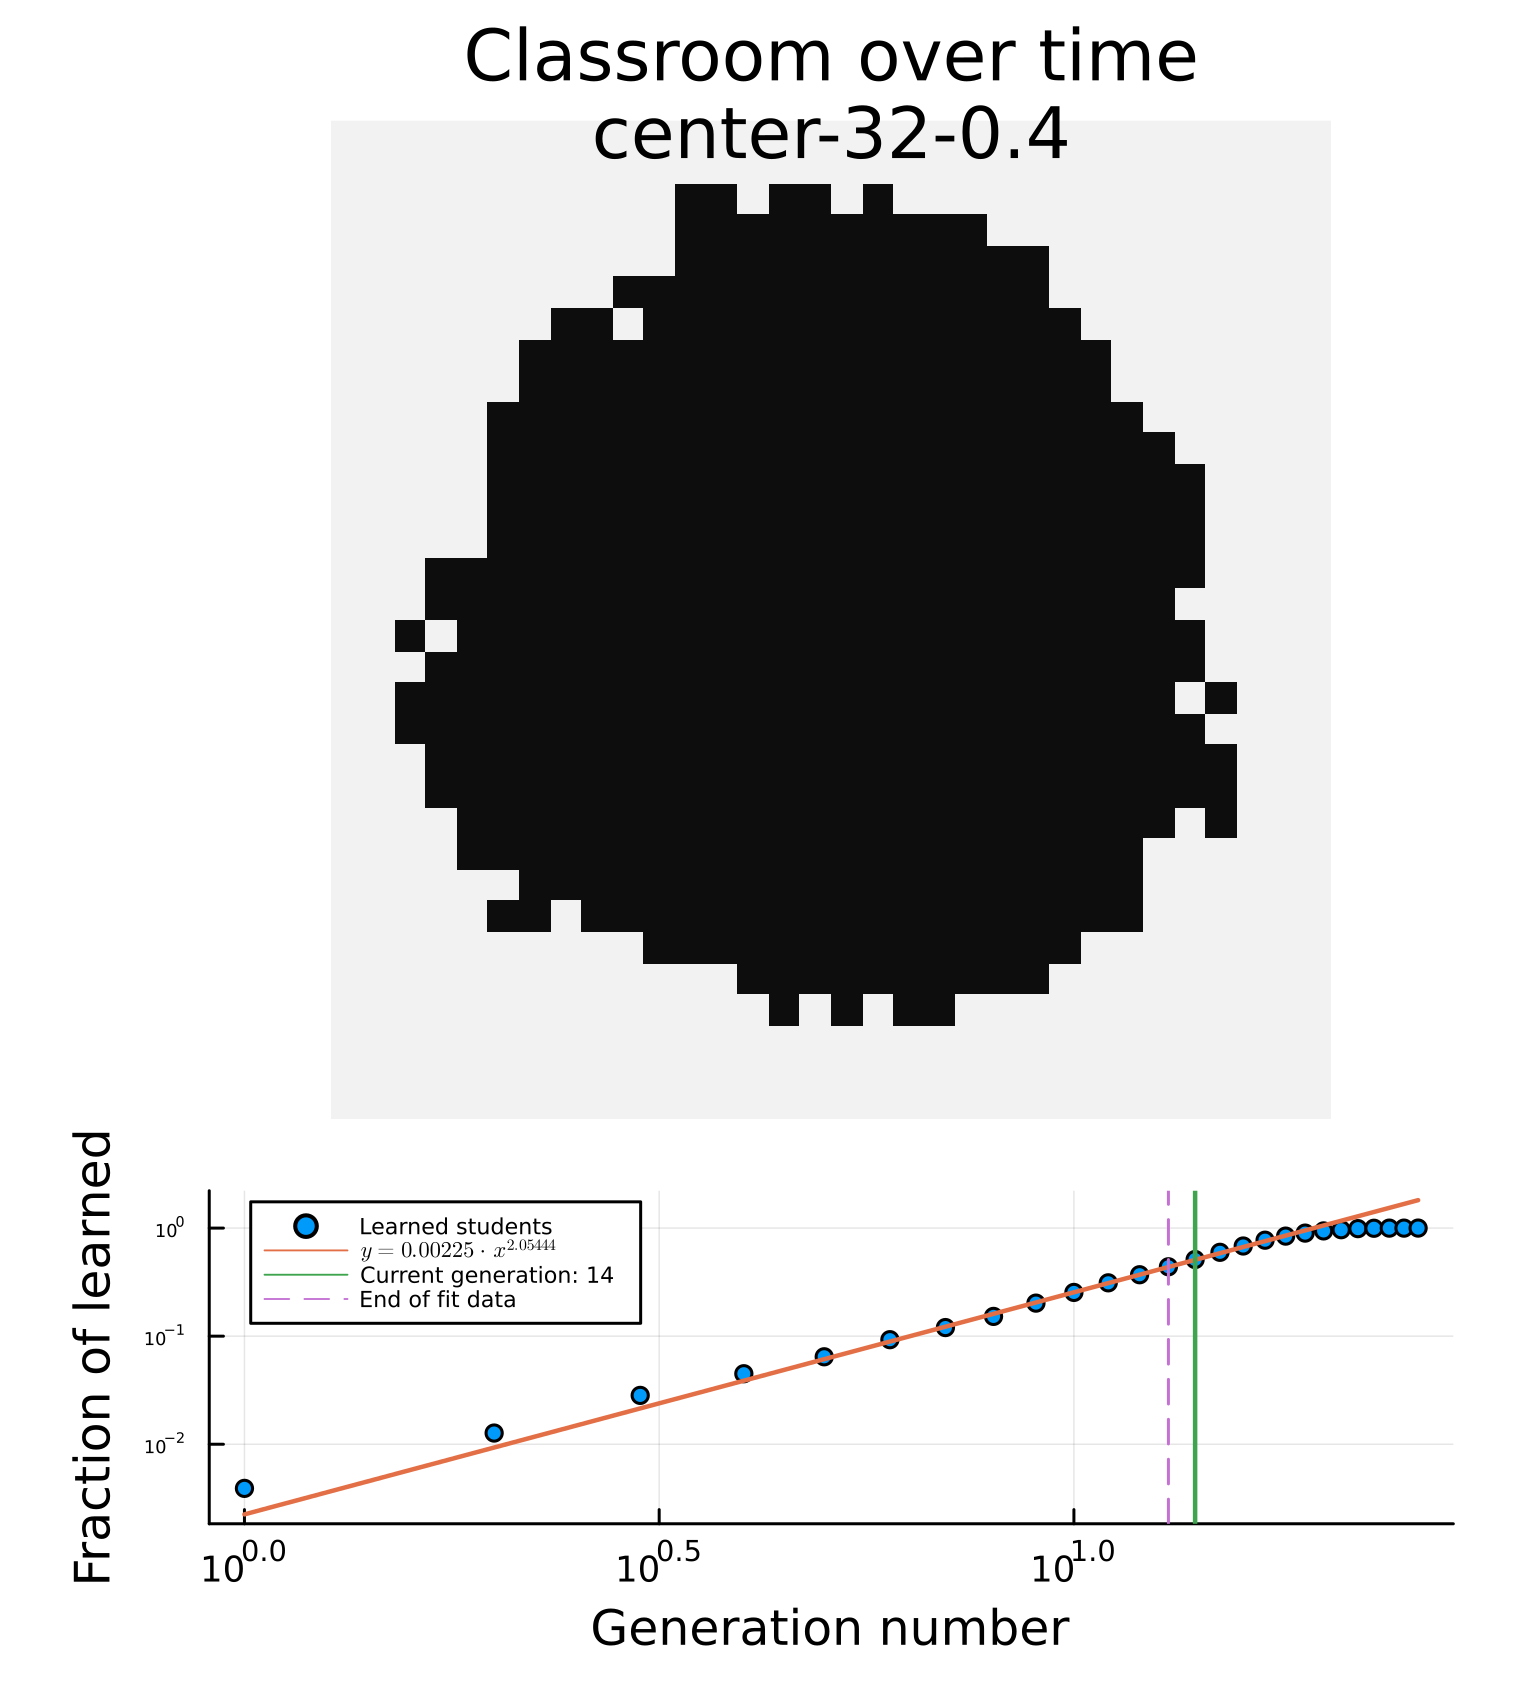 Classroom over time
center-32-0.4
Fraction of learned
10⁰
10⁻¹
10⁻²
Learned students
y = 0.00225 · x^2.05444
Current generation: 14
End of fit data
10^0.0
10^0.5
10^1.0
Generation number